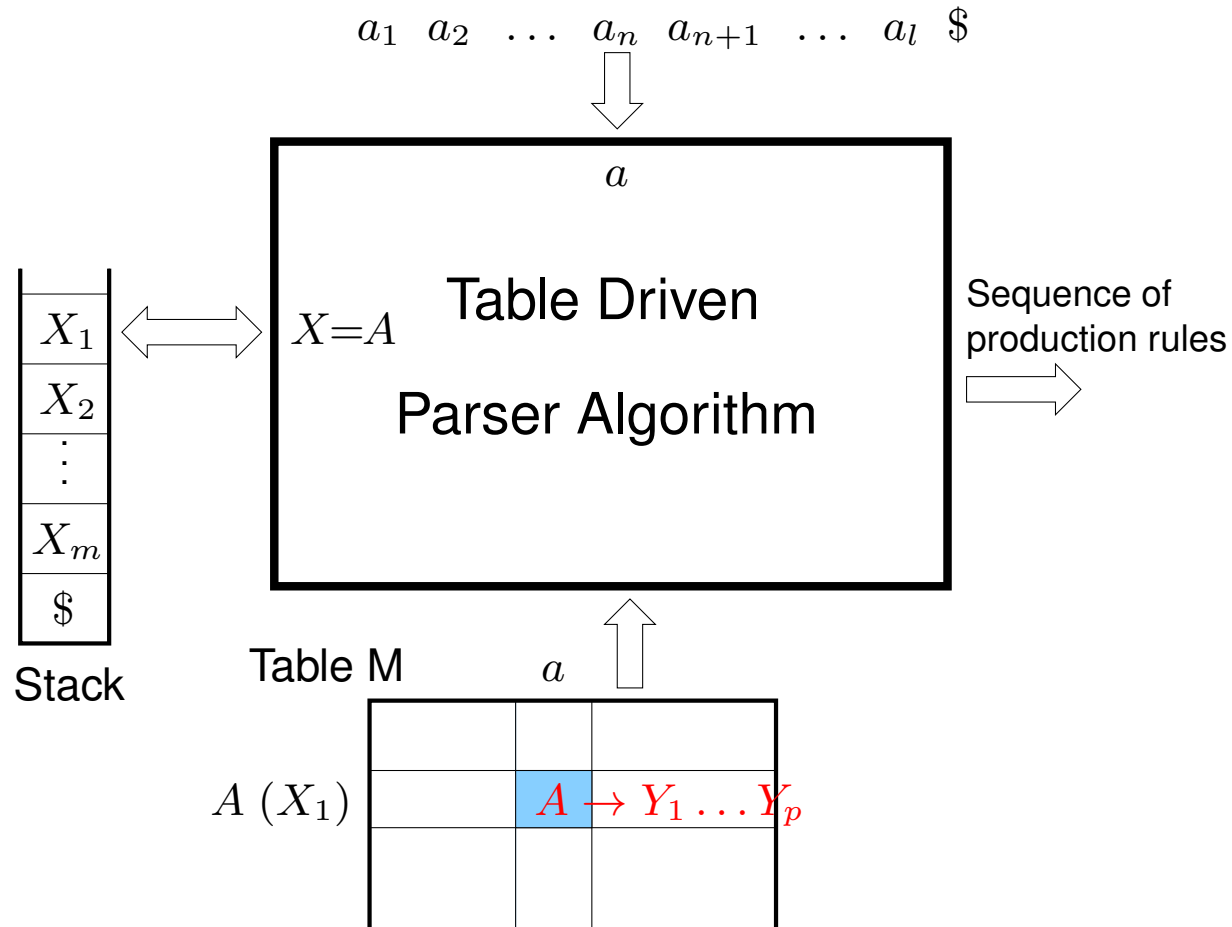 a₁ a₂ … aₙ aₙ₊₁ … aₗ $
a
Table Driven
Parser Algorithm
X=A
X₁
X₂
⋮
Xₘ
$
Stack
Sequence of
production rules
Table M
a
A (X₁)
A → Y₁ … Yₚ